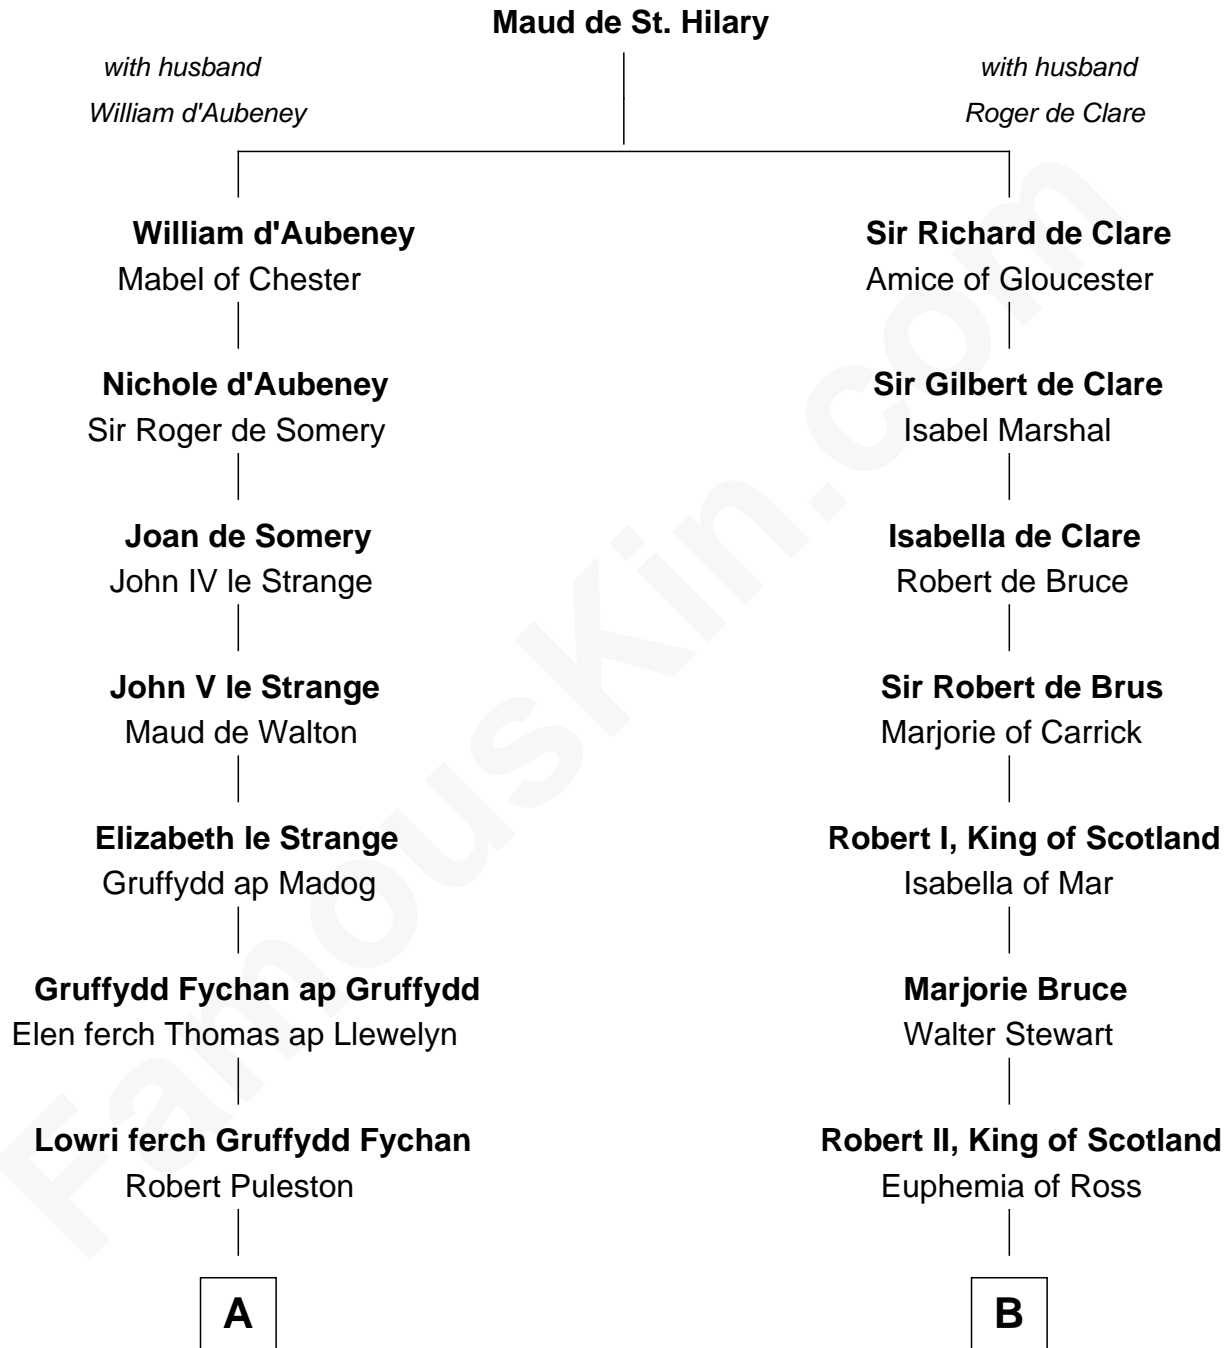 Maud de St. Hilary
with husband
William d'Aubeney
with husband
Roger de Clare
William d'Aubeney
Mabel of Chester
Nichole d'Aubeney
Sir Roger de Somery
Joan de Somery
John IV le Strange
John V le Strange
Maud de Walton
Elizabeth le Strange
Gruffydd ap Madog
Gruffydd Fychan ap Gruffydd
Elen ferch Thomas ap Llewelyn
Lowri ferch Gruffydd Fychan
Robert Puleston
A
Sir Richard de Clare
Amice of Gloucester
Sir Gilbert de Clare
Isabel Marshal
Isabella de Clare
Robert de Bruce
Sir Robert de Brus
Marjorie of Carrick
Robert I, King of Scotland
Isabella of Mar
Marjorie Bruce
Walter Stewart
Robert II, King of Scotland
Euphemia of Ross
B
FamousKin.com